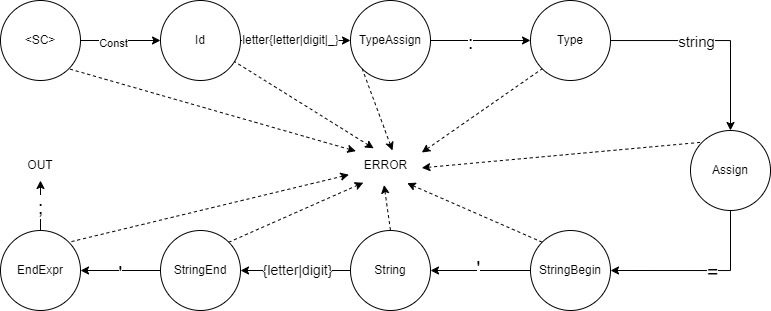 <SC>
Const
Id
letter{letter|digit|_}
TypeAssign
:
Type
string
OUT
ERROR
Assign
;
EndExpr
'
StringEnd
{letter|digit}
String
'
StringBegin
=